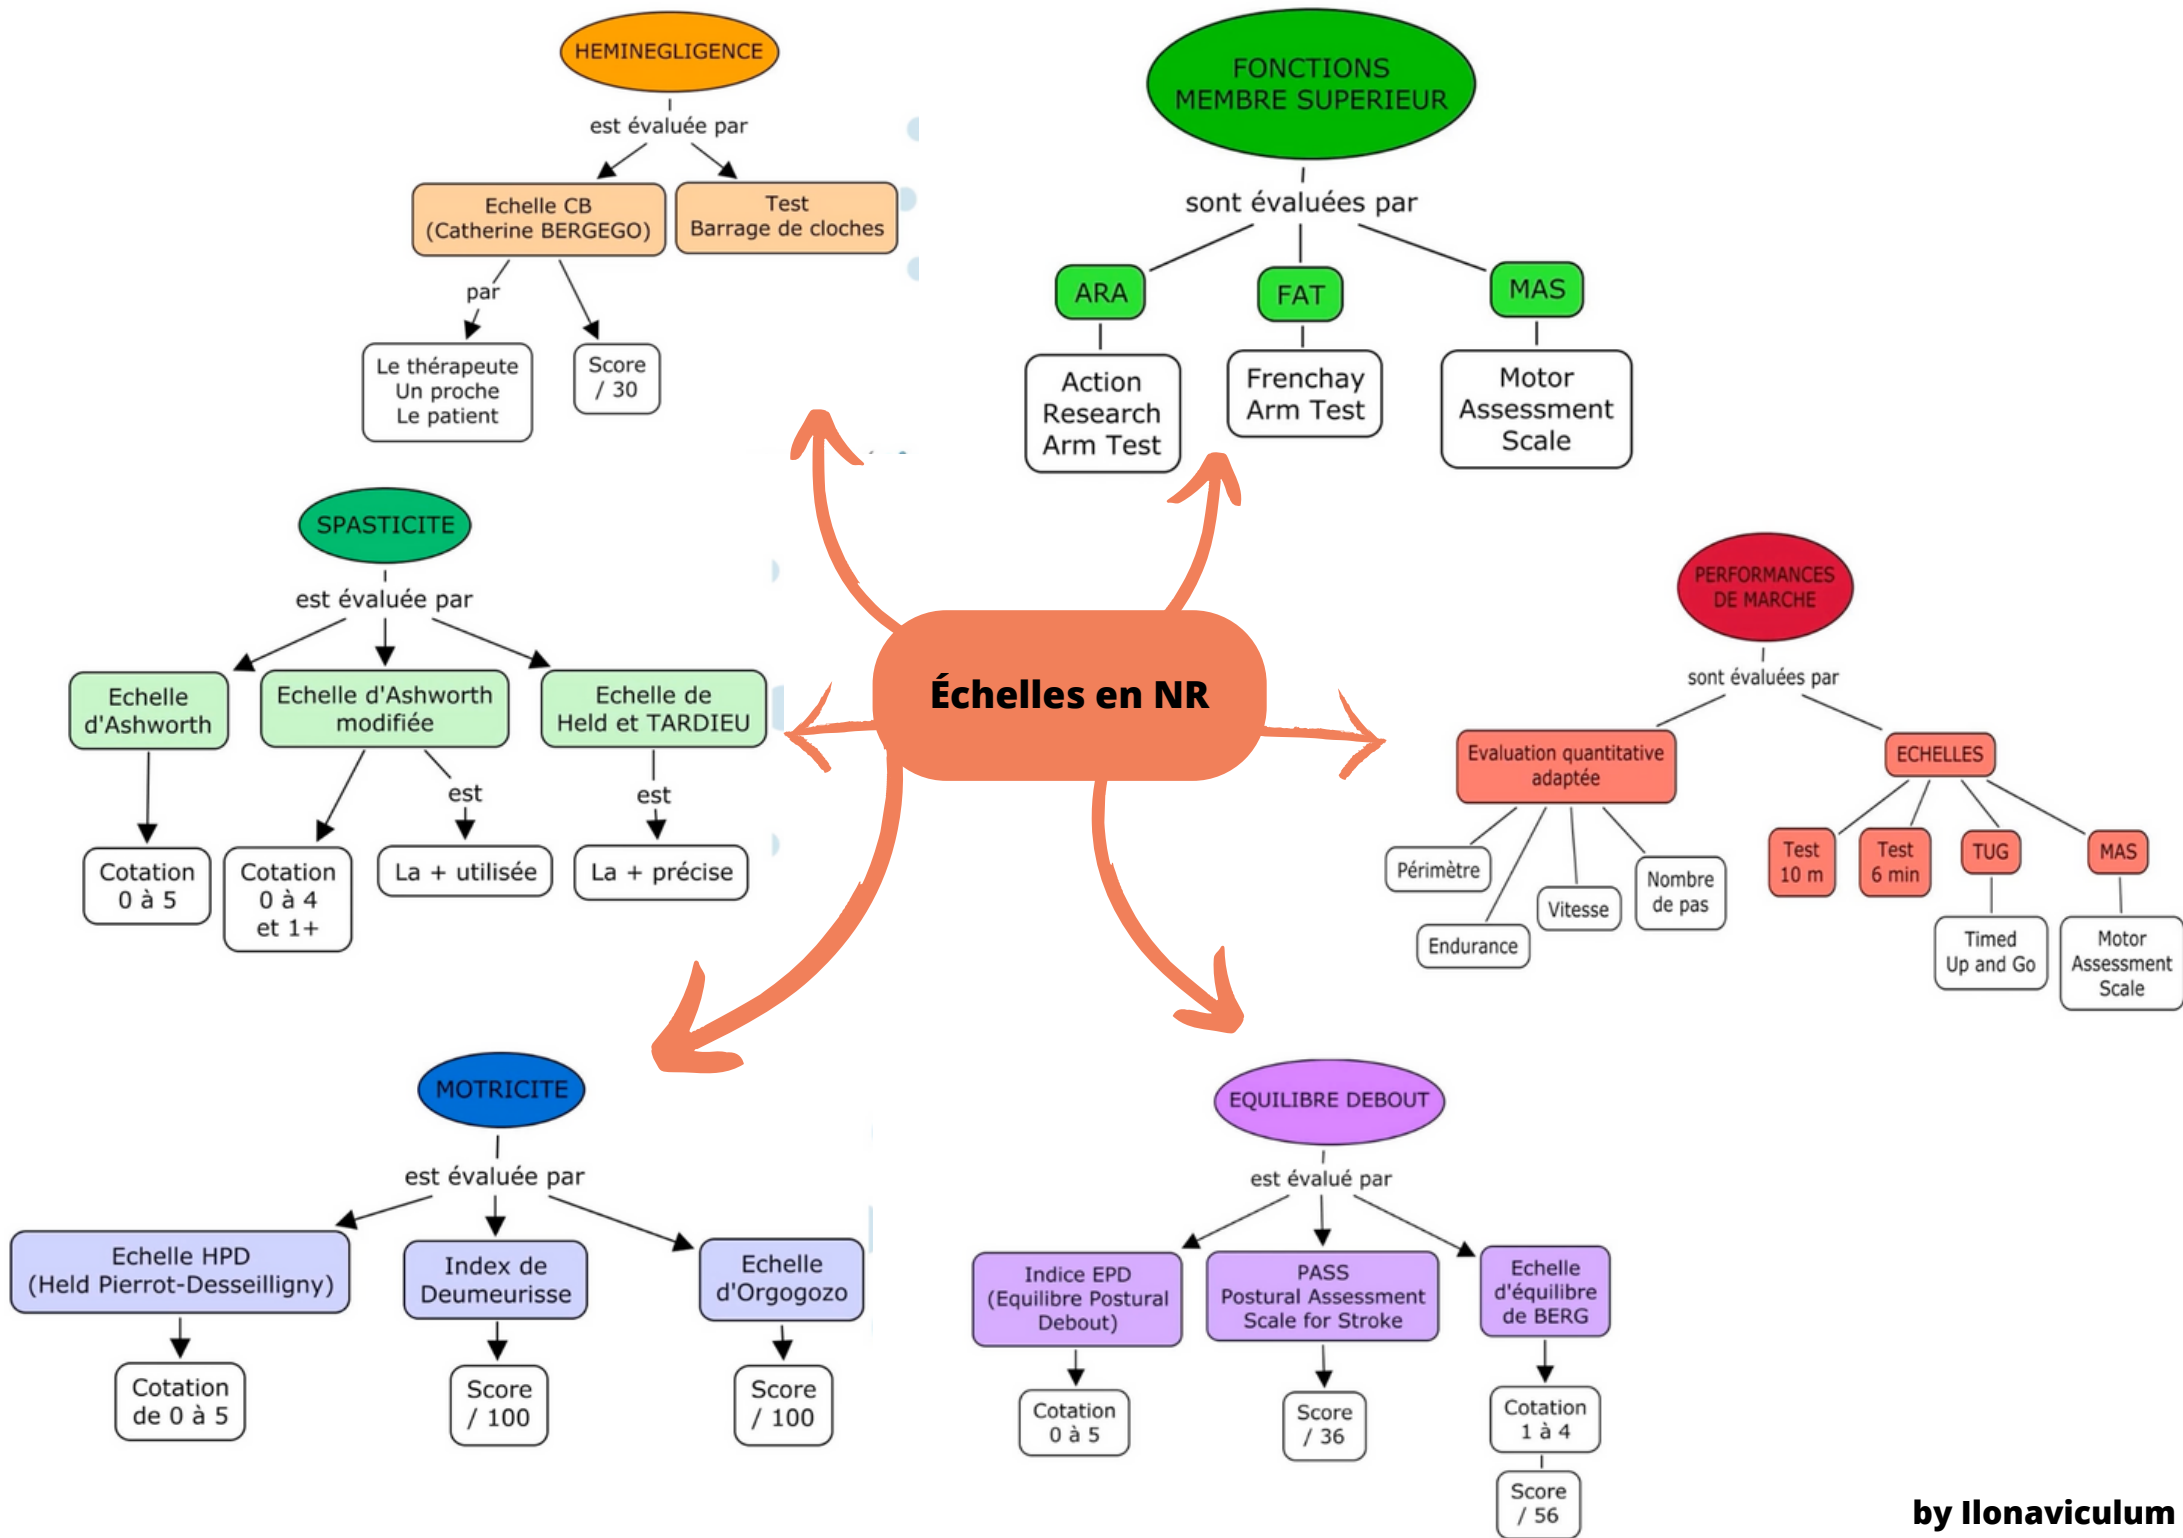 HEMINEGLIGENCE
est évaluée par
Echelle CB
(Catherine BERGEGO)
Test
Barrage de cloches
par
Le thérapeute
Un proche
Le patient
Score
/ 30
FONCTIONS
MEMBRE SUPERIEUR
sont évaluées par
ARA
FAT
MAS
Action
Research
Arm Test
Frenchay
Arm Test
Motor
Assessment
Scale
SPASTICITE
est évaluée par
Echelle
d'Ashworth
Echelle d'Ashworth
modifiée
Echelle de
Held et TARDIEU
est
est
Cotation
0 à 5
Cotation
0 à 4
et 1+
La + utilisée
La + précise
Échelles en NR
PERFORMANCES
DE MARCHE
sont évaluées par
Evaluation quantitative
adaptée
ECHELLES
Périmètre
Endurance
Vitesse
Nombre
de pas
Test
10 m
Test
6 min
TUG
MAS
Timed
Up and Go
Motor
Assessment
Scale
MOTRICITE
est évaluée par
Echelle HPD
(Held Pierrot-Desseilligny)
Index de
Deumeurisse
Echelle
d'Orgogozo
Cotation
de 0 à 5
Score
/ 100
Score
/ 100
EQUILIBRE DEBOUT
est évalué par
Indice EPD
(Equilibre Postural
Debout)
PASS
Postural Assessment
Scale for Stroke
Echelle
d'équilibre
de BERG
Cotation
0 à 5
Score
/ 36
Cotation
1 à 4
Score
/ 56
by Ilonaviculum